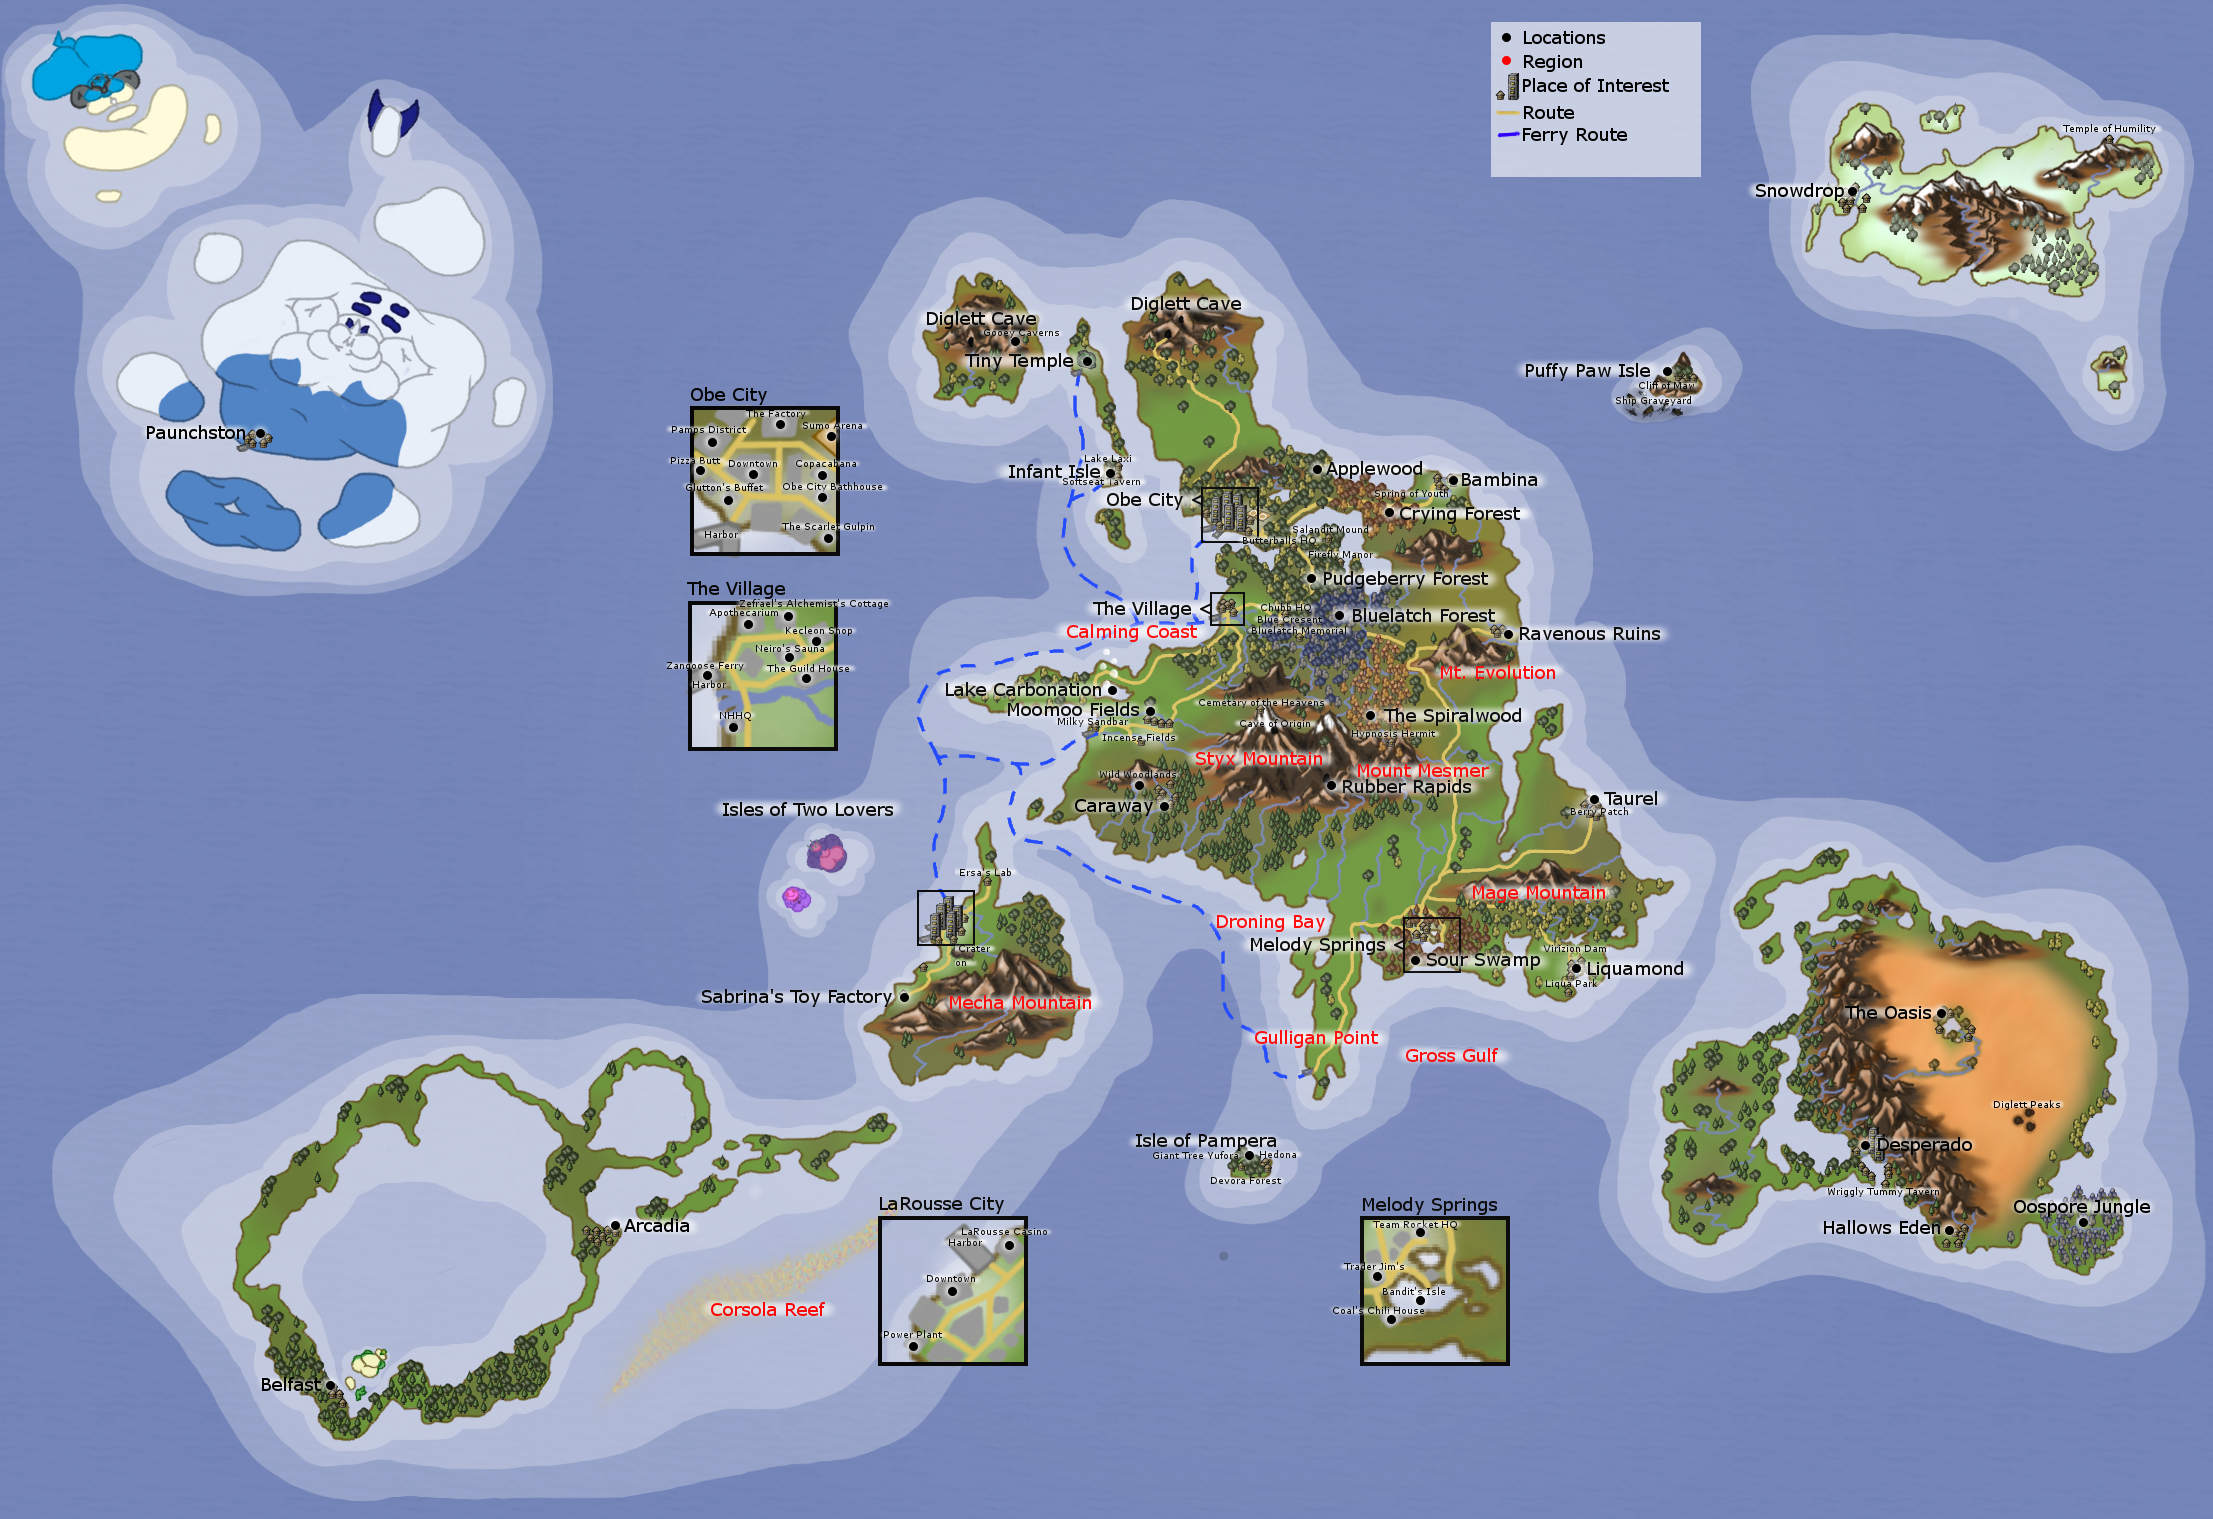 Locations
Region
Place of Interest
Route
Ferry Route
Temple of Humility
Snowdrop
Diglett Cave
Gooey Caverns
Tiny Temple
Diglett Cave
Puffy Paw Isle
Cliff of Maw
Ship Graveyard
Paunchston
Obe City
The Factory
Pamps District
Sumo Arena
Pizza Butt
Downtown
Copacabana
Glutton's Buffet
Obe City Bathhouse
The Scarlet Gulpin
Harbor
Lake Laxi
Infant Isle
Softseat Tavern
Obe City <
Applewood
Bambina
Spring of Youth
Crying Forest
Salandit Mound
Butterballs HQ
Firefly Manor
Pudgeberry Forest
The Village
Zefrael's Alchemist's Cottage
Apothecarium
Kecleon Shop
Neiro's Sauna
Zangoose Ferry
The Guild House
Harbor
NHHQ
The Village <
Chubb HQ
Blue Cresent
Bluelatch Forest
Bluelatch Memorial
Calming Coast
Ravenous Ruins
Mt. Evolution
Lake Carbonation
Moomoo Fields
Milky Sandbar
Incense Fields
Cemetary of the Heavens
Cave of Origin
The Spiralwood
Hypnosis Hermit
Styx Mountain
Mount Mesmer
Rubber Rapids
Wild Woodlands
Caraway
Taurel
Berry Patch
Isles of Two Lovers
Ersa's Lab
Crater
on
Mage Mountain
Droning Bay
Melody Springs <
Sour Swamp
Virizion Dam
Liquamond
Liqua Park
Sabrina's Toy Factory
Mecha Mountain
Gulligan Point
Gross Gulf
The Oasis
Diglett Peaks
Desperado
Wriggly Tummy Tavern
Hallows Eden
Oospore Jungle
Isle of Pampera
Giant Tree Yufora
Hedona
Devora Forest
Arcadia
Belfast
Corsola Reef
LaRousse City
LaRousse Casino
Harbor
Downtown
Power Plant
Melody Springs
Team Rocket HQ
Trader Jim's
Bandit's Isle
Coal's Chili House